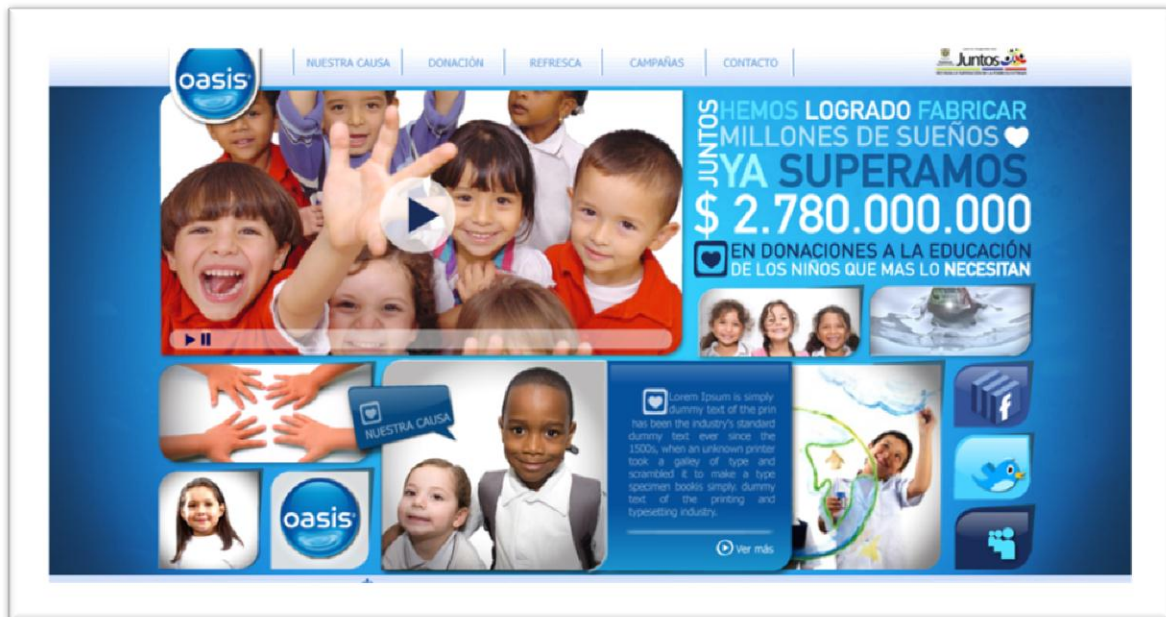 oasis
NUESTRA CAUSA
DONACIÓN
REFRESCA
CAMPAÑAS
CONTACTO
Juntos
JUNTOS
HEMOS LOGRADO FABRICAR
MILLONES DE SUEÑOS
YA SUPERAMOS
$ 2.780.000.000
EN DONACIONES A LA EDUCACIÓN
DE LOS NIÑOS QUE MAS LO NECESITAN
NUESTRA CAUSA
oasis
Lorem Ipsum is simply
dummy text of the prin
has been the industry's standard
dummy text ever since the
1500s, when an unknown printer
took a galley of type and
scrambled it to make a type
specimen bookis simply. dummy
text of the printing and
typesetting industry.
Ver más
f